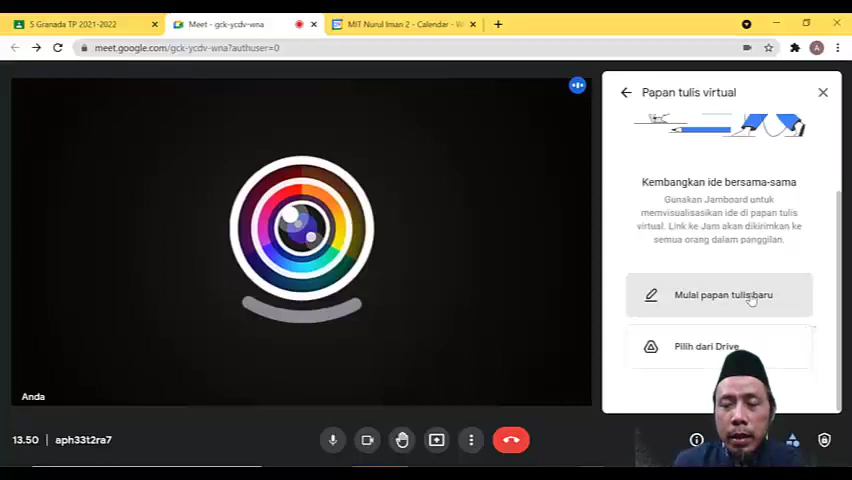 5 Granada TP 2021-2022
Meet - gck-ycdv-wna
MIT Nurul Iman 2 - Calendar - W
meet.google.com/gck-ycdv-wna?authuser=0
A
Papan tulis virtual
Kembangkan ide bersama-sama
Gunakan Jamboard untuk
memvisualisasikan ide di papan tulis
virtual. Link ke Jam dikirimkan ke
semua orang dalam panggilan.
Mulai papan tulis baru
Pilih dari Drive
Anda
13.50 | aph33t2ra7